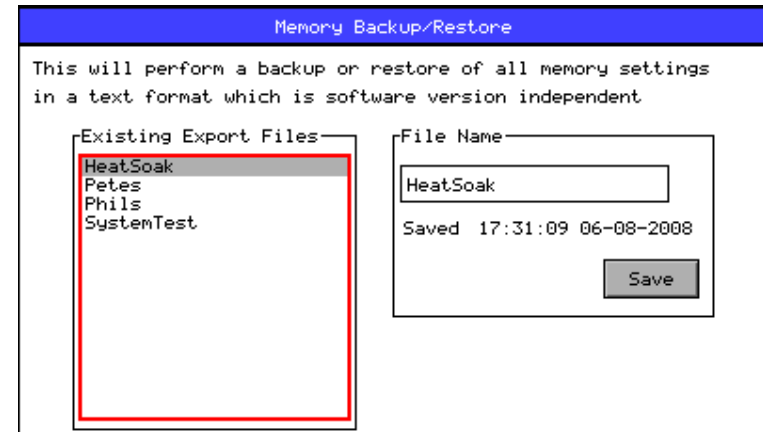 Memory Backup/Restore
This will perform a backup or restore of all memory settings
in a text format which is software version independent
Existing Export Files
HeatSoak
Petes
Phils
SystemTest
File Name
HeatSoak
Saved 17:31:09 06-08-2008
Save